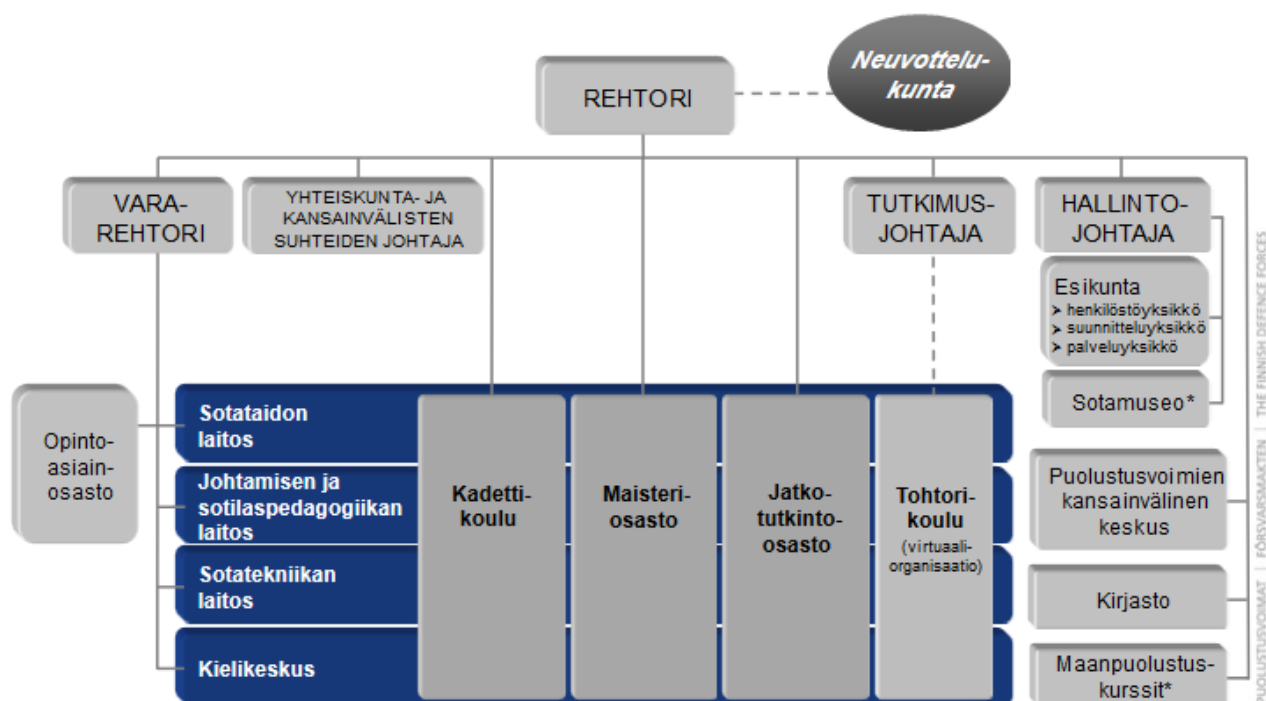 Neuvottelu-
kunta
REHTORI
VARA-
REHTORI
YHTEISKUNTA- JA
KANSAINVÄLISTEN
SUHTEIDEN JOHTAJA
TUTKIMUS-
JOHTAJA
HALLINTO-
JOHTAJA
Esikunta
➢ henkilöstöyksikkö
➢ suunnitteluyksikkö
➢ palveluyksikkö
Sotamuseo*
Opinto-
asiain-
osasto
Sotataidon
laitos
Johtamisen ja
sotilaspedagogiikan
laitos
Sotatekniikan
laitos
Kielikeskus
Kadetti-
koulu
Maisteri-
osasto
Jatko-
tutkinto-
osasto
Tohtori-
koulu
(virtuaali-
organisaatio)
Puolustusvoimien
kansainvälinen
keskus
Kirjasto
Maanpuolustus-
kurssit*
PUOLUSTUSVOIMAT | FÖRSVARSMAKTEN | THE FINNISH DEFENCE FORCES